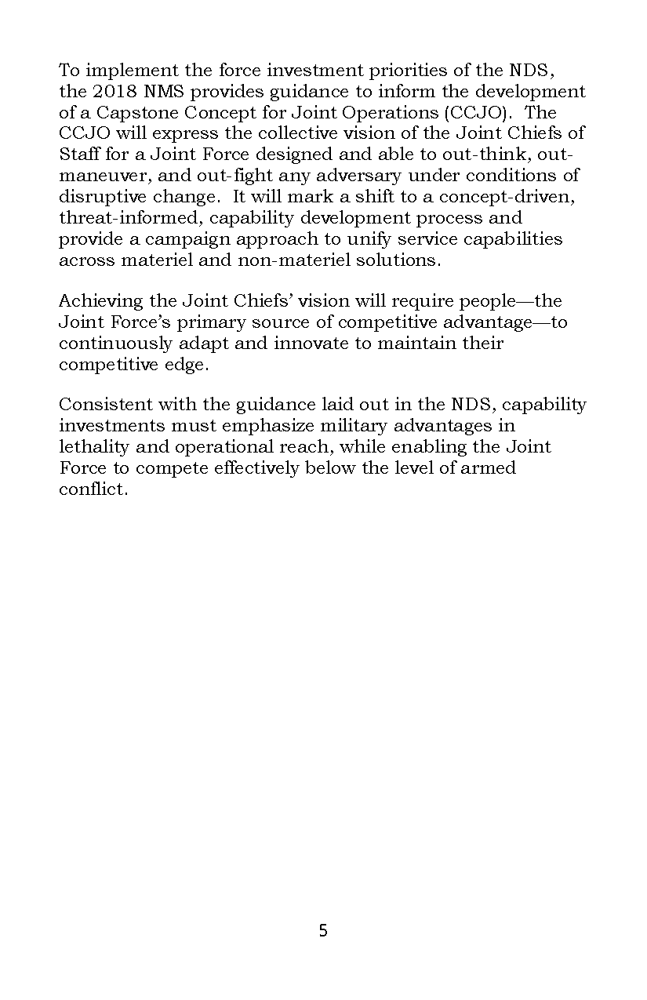 To implement the force investment priorities of the NDS,
the 2018 NMS provides guidance to inform the development
of a Capstone Concept for Joint Operations (CCJO).  The
CCJO will express the collective vision of the Joint Chiefs of
Staff for a Joint Force designed and able to out-think, out-
maneuver, and out-fight any adversary under conditions of
disruptive change.  It will mark a shift to a concept-driven,
threat-informed, capability development process and
provide a campaign approach to unify service capabilities
across materiel and non-materiel solutions.
Achieving the Joint Chiefs’ vision will require people—the
Joint Force’s primary source of competitive advantage—to
continuously adapt and innovate to maintain their
competitive edge.
Consistent with the guidance laid out in the NDS, capability
investments must emphasize military advantages in
lethality and operational reach, while enabling the Joint
Force to compete effectively below the level of armed
conflict.
5